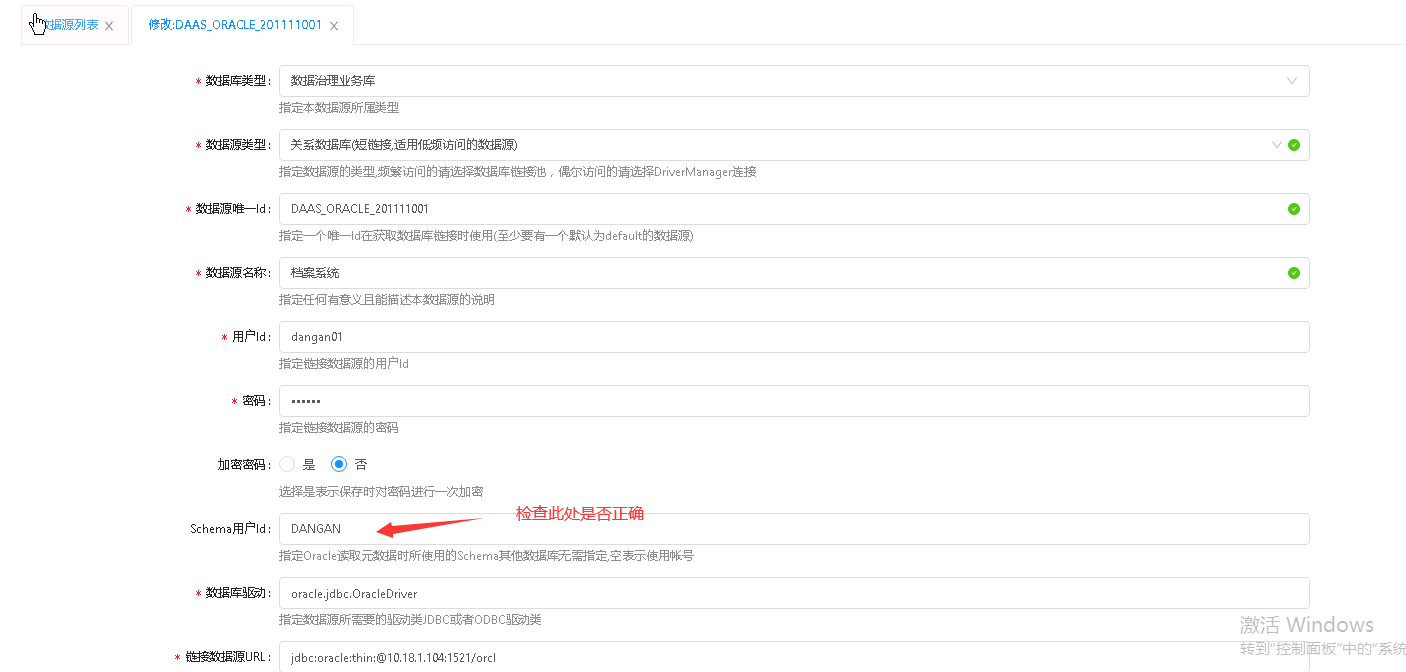 数据源列表
修改:DAAS_ORACLE_201111001
* 数据库类型:
数据治理业务库
指定本数据源所属类型
* 数据源类型:
关系数据库(短链接,适用低频访问的数据源)
指定数据源的类型,频繁访问的请选择数据库链接池，偶尔访问的请选择DriverManager连接
* 数据源唯一Id:
DAAS_ORACLE_201111001
指定一个唯一Id在获取数据库链接时使用(至少要有一个默认为default的数据源)
* 数据源名称:
档案系统
指定任何有意义且能描述本数据源的说明
* 用户Id:
dangan01
指定链接数据源的用户Id
* 密码:
••••••
指定链接数据源的密码
加密密码:
是
否
选择是表示保存时对密码进行一次加密
检查此处是否正确
Schema用户Id:
DANGAN
指定Oracle读取元数据时所使用的Schema其他数据库无需指定,空表示使用帐号
* 数据库驱动:
oracle.jdbc.OracleDriver
指定数据源所需要的驱动类JDBC或者ODBC驱动类
* 链接数据源URL:
jdbc:oracle:thin:@10.18.1.104:1521/orcl
激活 Windows
转到"控制面板"中的"系统